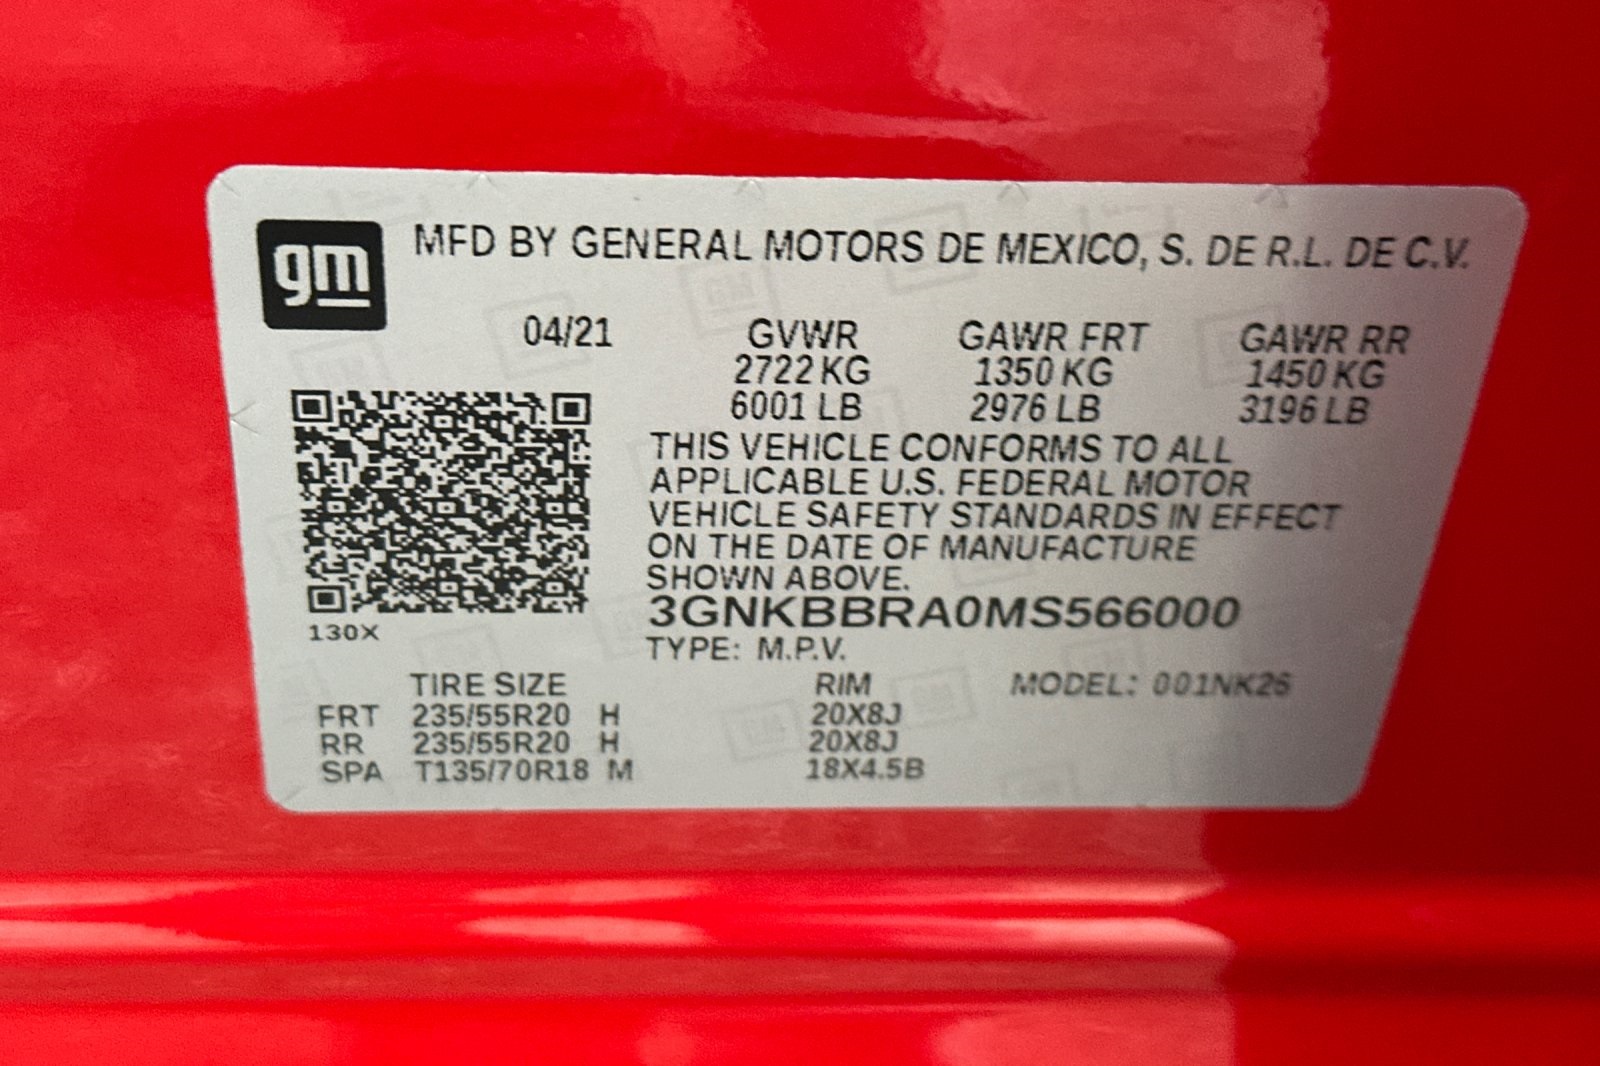 gm
MFD BY GENERAL MOTORS DE MEXICO, S. DE R.L. DE C.V.
04/21 GVWR GAWR FRT GAWR RR
2722 KG 1350 KG 1450 KG
6001 LB 2976 LB 3196 LB
THIS VEHICLE CONFORMS TO ALL
APPLICABLE U.S. FEDERAL MOTOR
VEHICLE SAFETY STANDARDS IN EFFECT
ON THE DATE OF MANUFACTURE
SHOWN ABOVE.
3GNKBBRA0MS566000
130X
TYPE: M.P.V.
TIRE SIZE RIM MODEL: 001NK26
FRT 235/55R20 H 20X8J
RR 235/55R20 H 20X8J
SPA T135/70R18 M 18X4.5B